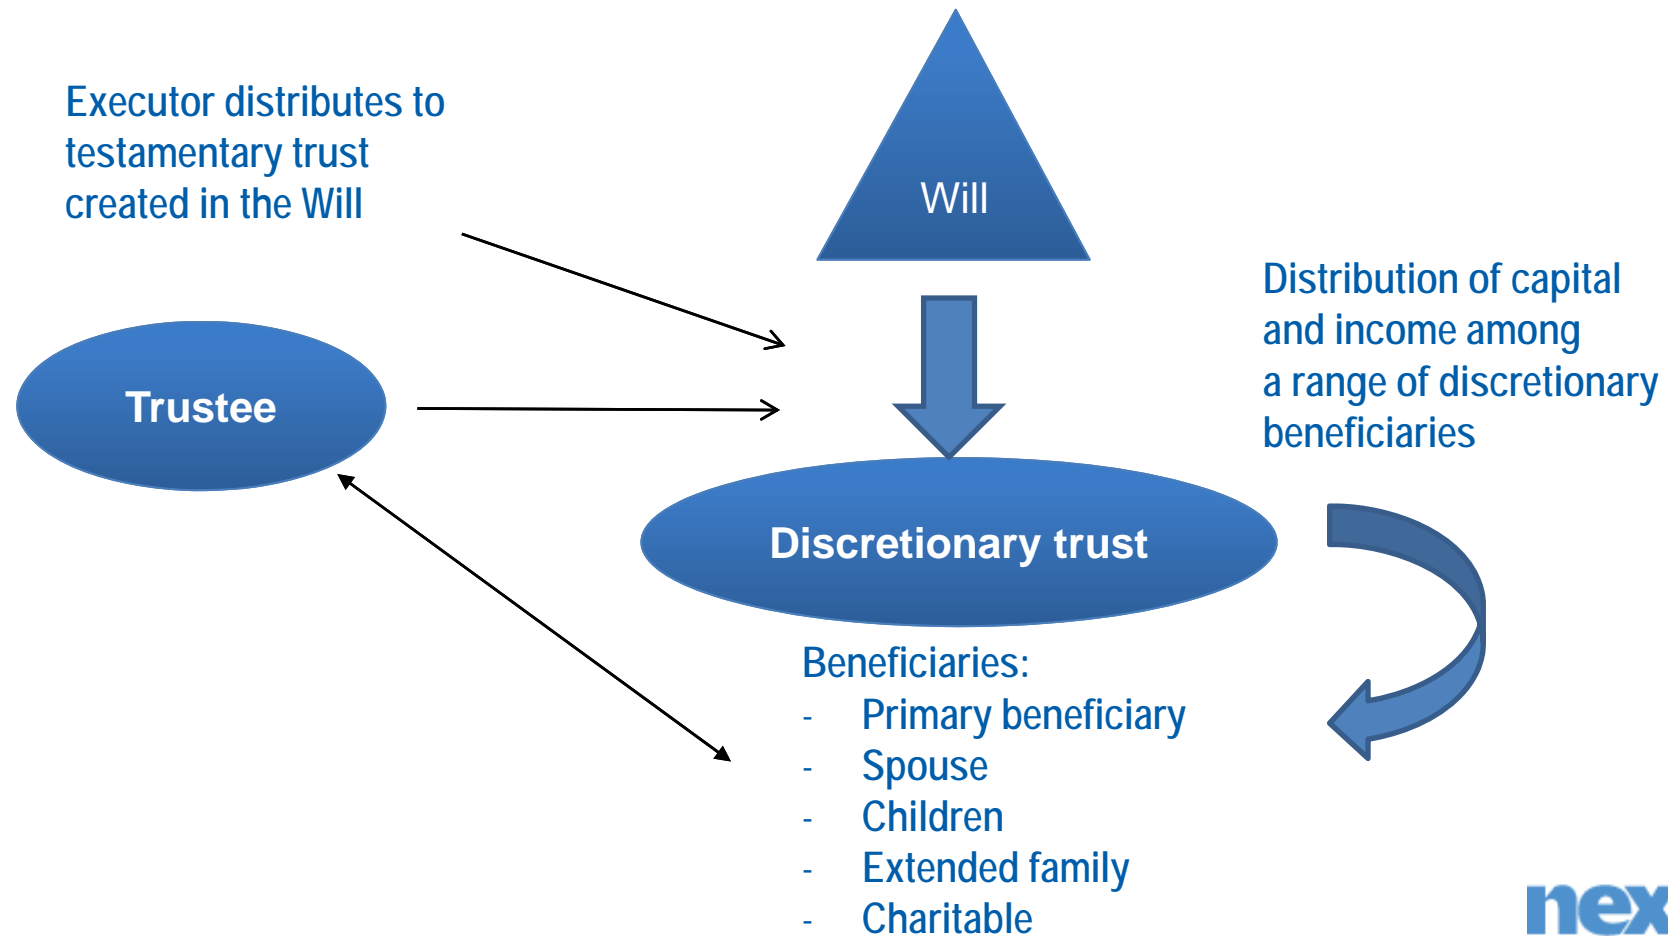 Executor distributes to
testamentary trust
created in the Will
Will
Trustee
Distribution of capital
and income among
a range of discretionary
beneficiaries
Discretionary trust
Beneficiaries:
- Primary beneficiary
- Spouse
- Children
- Extended family
- Charitable
nex